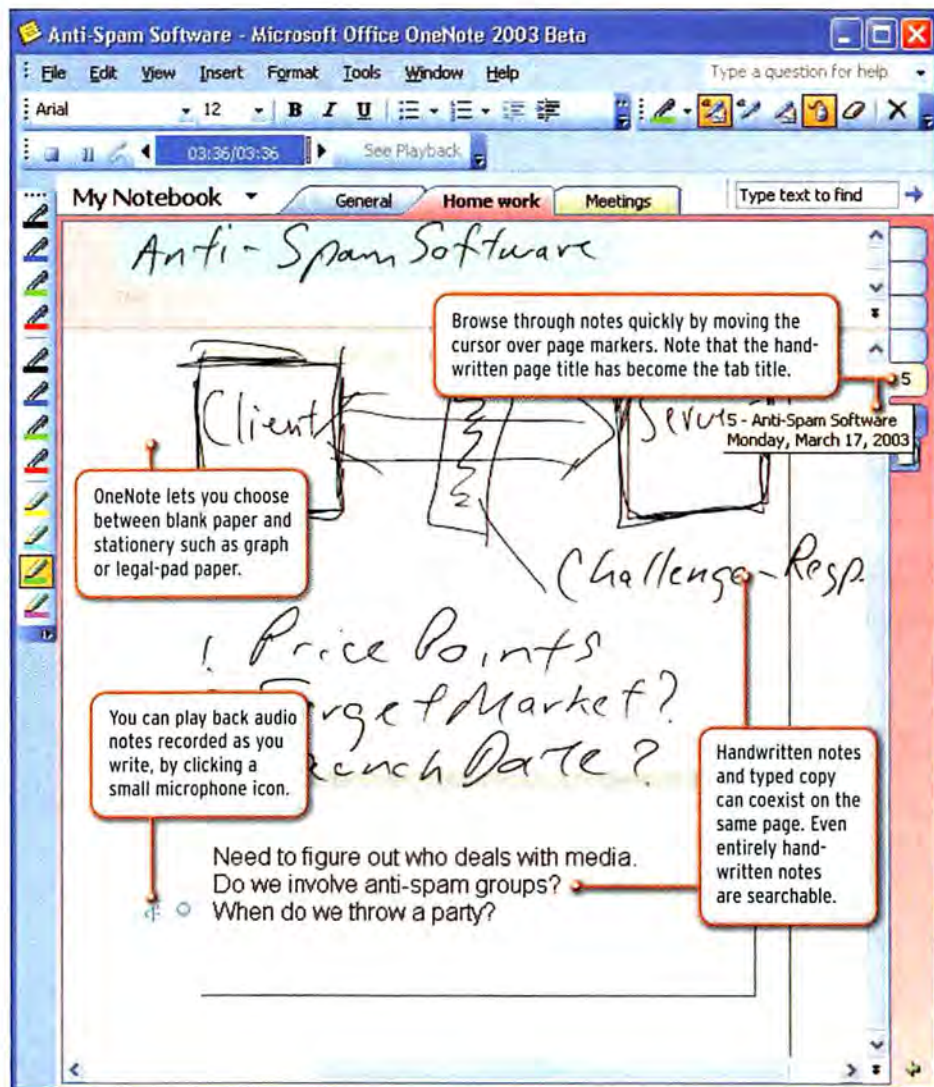 Anti-Spam Software - Microsoft Office OneNote 2003 Beta
File Edit View Insert Format Tools Window Help
Type a question for help
Arial 12 B I U
03:36/03:36 See Playback
My Notebook General Home work Meetings Type text to find
Anti-Spam Software
Browse through notes quickly by moving the
cursor over page markers. Note that the hand-
written page title has become the tab title.
5
Client
5 - Anti-Spam Software
Monday, March 17, 2003
OneNote lets you choose
between blank paper and
stationery such as graph
or legal-pad paper.
Challenge-Resp.
! Price Points
Target Market?
You can play back audio
notes recorded as you
write, by clicking a
small microphone icon.
Date?
Handwritten notes
and typed copy
can coexist on the
same page. Even
entirely hand-
written notes
are searchable.
Need to figure out who deals with media.
Do we involve anti-spam groups?
When do we throw a party?